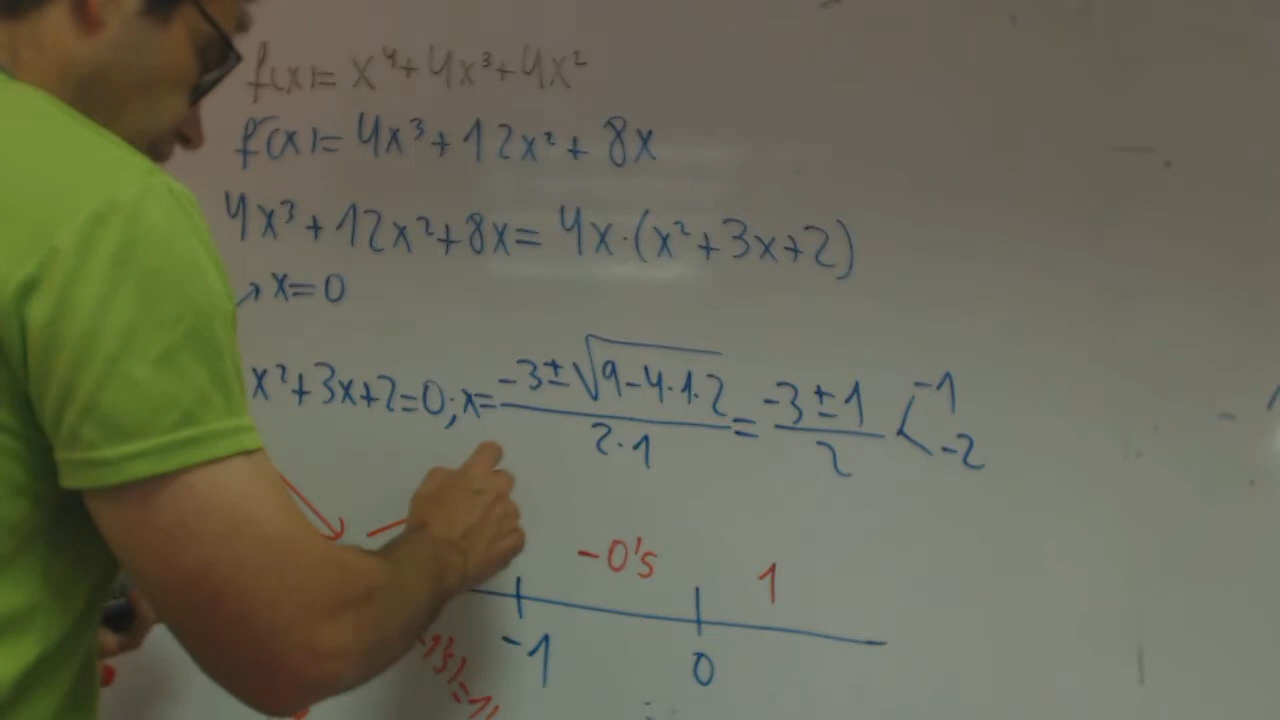 f(x)= x⁴+4x³+4x²
f'(x)= 4x³+12x²+8x
4x³+12x²+8x= 4x·(x²+3x+2)
→x=0
x²+3x+2=0; x= (-3±√(9-4·1·2))/(2·1) = (-3±1)/2 < -1 -2
-0's 1
-1 0